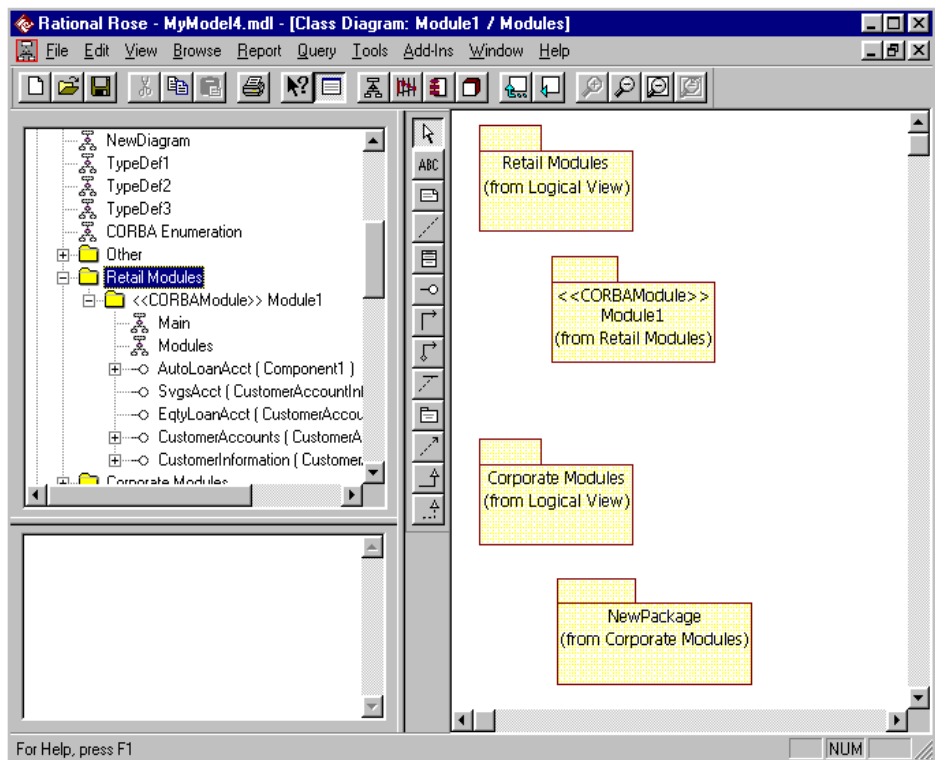 Rational Rose - MyModel4.mdl - [Class Diagram: Module1 / Modules]
File Edit View Browse Report Query Tools Add-Ins Window Help
NewDiagram
TypeDef1
TypeDef2
TypeDef3
CORBA Enumeration
Other
Retail Modules
<<CORBAModule>> Module1
Main
Modules
AutoLoanAcct ( Component1 )
SvgsAcct ( CustomerAccountInf
EqtyLoanAcct ( CustomerAccou
CustomerAccounts ( CustomerA
CustomerInformation ( Customer.
Corporate Modules
ABC
Retail Modules
(from Logical View)
<<CORBAModule>>
Module1
(from Retail Modules)
Corporate Modules
(from Logical View)
NewPackage
(from Corporate Modules)
For Help, press F1
NUM